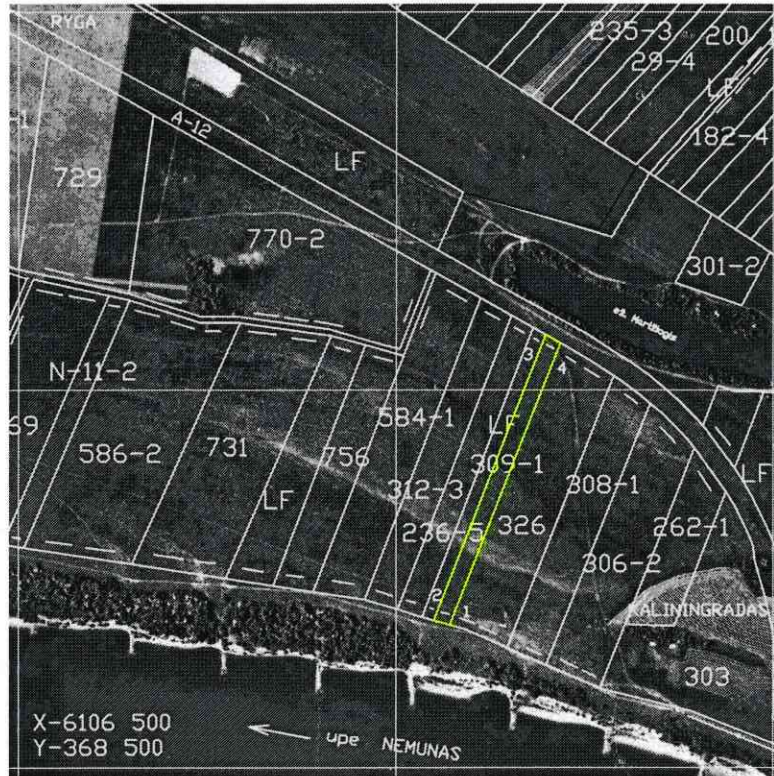 RYGA
235-3
200
29-4
LF
182-4
A-12
LF
729
770-2
301-2
N-11-2
584-1
3
4
69
586-2
731
756
LF
309-1
312-3
308-1
LF
LF
236-5
326
262-1
306-2
2
1
KALININGRADAS
303
X-6106 500
Y-368 500
upe NEMUNAS